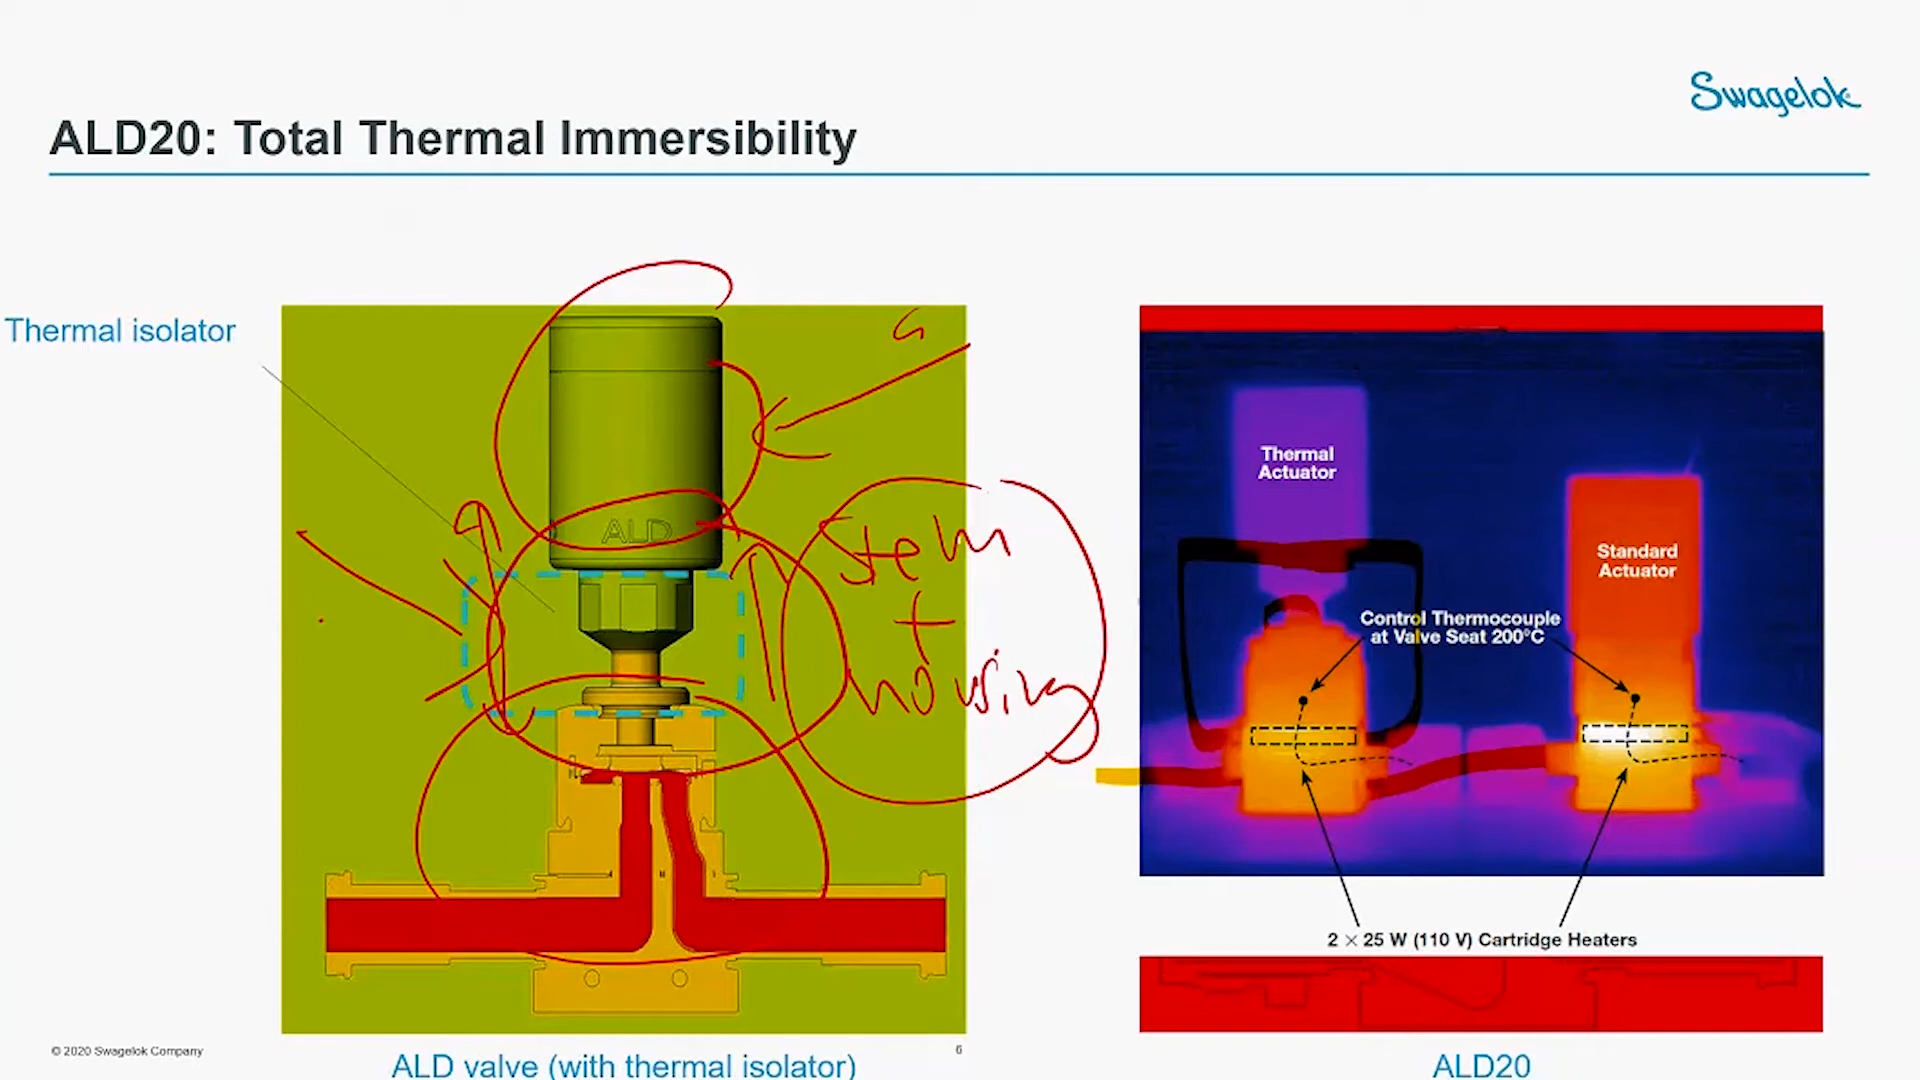 Swagelok
ALD20: Total Thermal Immersibility
Thermal isolator
ALD
stem
+
housing
Thermal
Actuator
Standard
Actuator
Control Thermocouple
at Valve Seat 200°C
2 × 25 W (110 V) Cartridge Heaters
© 2020 Swagelok Company
6
ALD valve (with thermal isolator)
ALD20